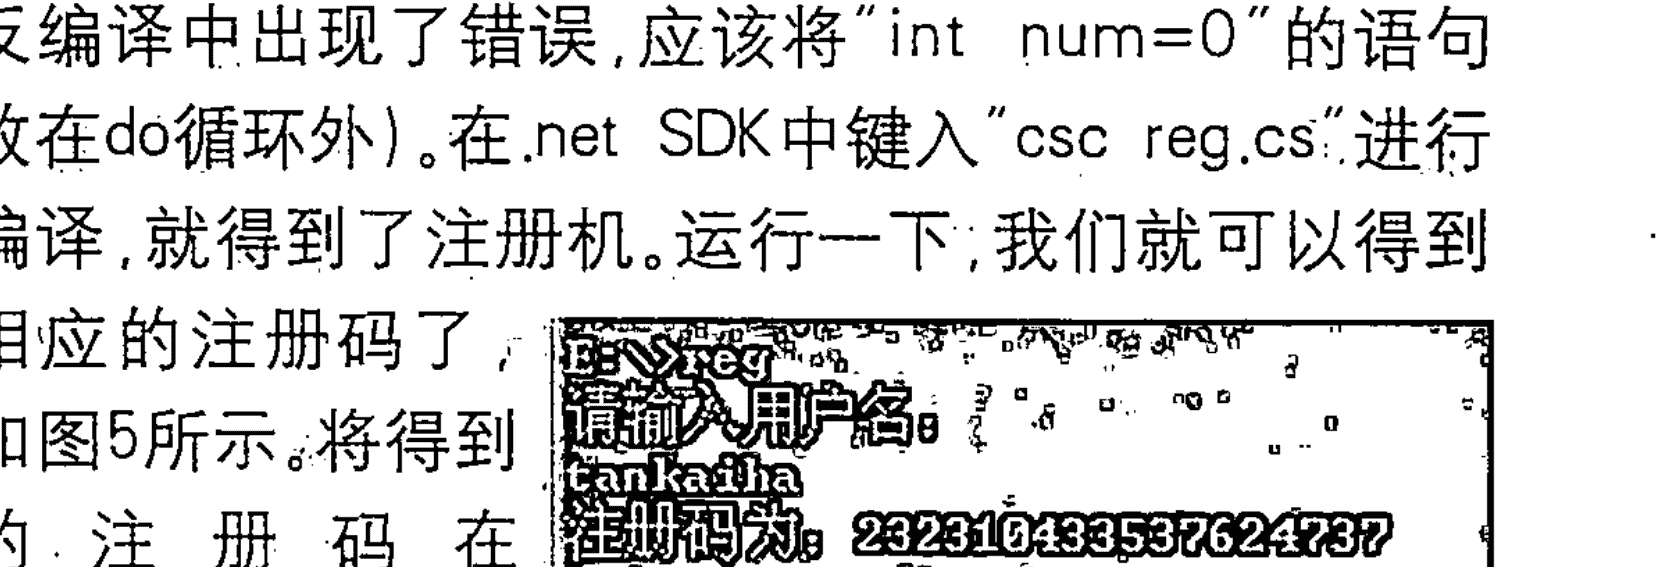 反编译中出现了错误,应该将"int num=0"的语句
放在do循环外)。在.net SDK中键入"csc reg.cs"进行
编译,就得到了注册机。运行一下,我们就可以得到
相应的注册码了,
如图5所示。将得到
的注册码在
E:\>reg
请输入用户名:
tankaiha
注册码为: 232310433537624737